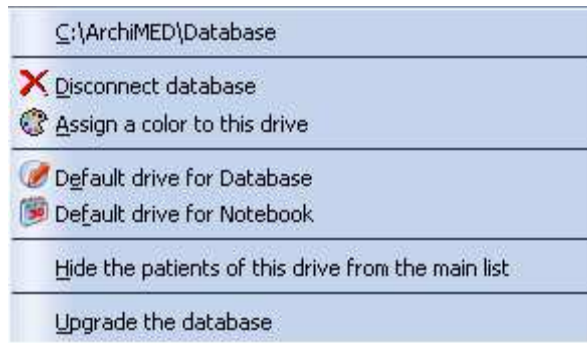 C:\ArchiMED\Database
Disconnect database
Assign a color to this drive
Default drive for Database
Default drive for Notebook
Hide the patients of this drive from the main list
Upgrade the database